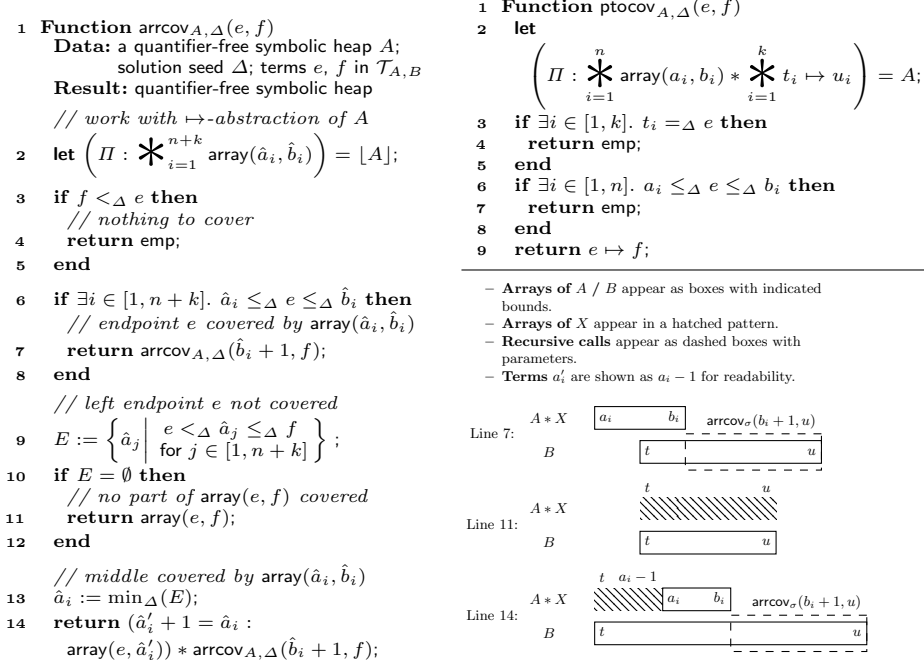 1 Function arrcov_{A,Δ}(e, f)
Data: a quantifier-free symbolic heap A;
solution seed Δ; terms e, f in 𝒯_{A,B}
Result: quantifier-free symbolic heap
// work with ↦-abstraction of A
2 let (Π : ✱_{i=1}^{n+k} array(â_i, b̂_i)) = ⌊A⌋;
3 if f <_Δ e then
// nothing to cover
4 return emp;
5 end
6 if ∃i ∈ [1, n + k]. â_i ≤_Δ e ≤_Δ b̂_i then
// endpoint e covered by array(â_i, b̂_i)
7 return arrcov_{A,Δ}(b̂_i + 1, f);
8 end
// left endpoint e not covered
9 E := { â_j | e <_Δ â_j ≤_Δ f for j ∈ [1, n + k] } ;
10 if E = ∅ then
// no part of array(e, f) covered
11 return array(e, f);
12 end
// middle covered by array(â_i, b̂_i)
13 â_i := min_Δ(E);
14 return (â′_i + 1 = â_i :
array(e, â′_i)) ∗ arrcov_{A,Δ}(b̂_i + 1, f);
1 Function ptocov_{A,Δ}(e, f)
2 let
(Π : ✱_{i=1}^{n} array(a_i, b_i) ∗ ✱_{i=1}^{k} t_i ↦ u_i) = A;
3 if ∃i ∈ [1, k]. t_i =_Δ e then
4 return emp;
5 end
6 if ∃i ∈ [1, n]. a_i ≤_Δ e ≤_Δ b_i then
7 return emp;
8 end
9 return e ↦ f;
– Arrays of A / B appear as boxes with indicated
bounds.
– Arrays of X appear in a hatched pattern.
– Recursive calls appear as dashed boxes with
parameters.
– Terms a′_i are shown as a_i − 1 for readability.
Line 7:
A ∗ X a_i b_i arrcov_σ(b_i + 1, u)
B t u
Line 11:
t u
A ∗ X
B t u
Line 14:
t a_i − 1
A ∗ X a_i b_i arrcov_σ(b_i + 1, u)
B t u